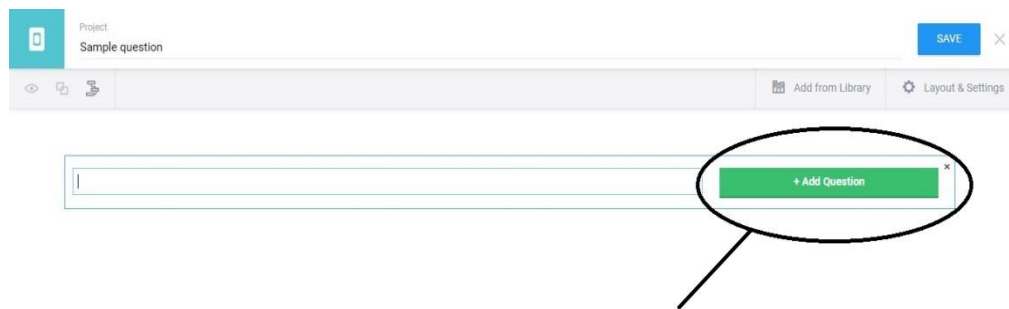 Project
Sample question
SAVE
Add from Library
Layout & Settings
+ Add Question